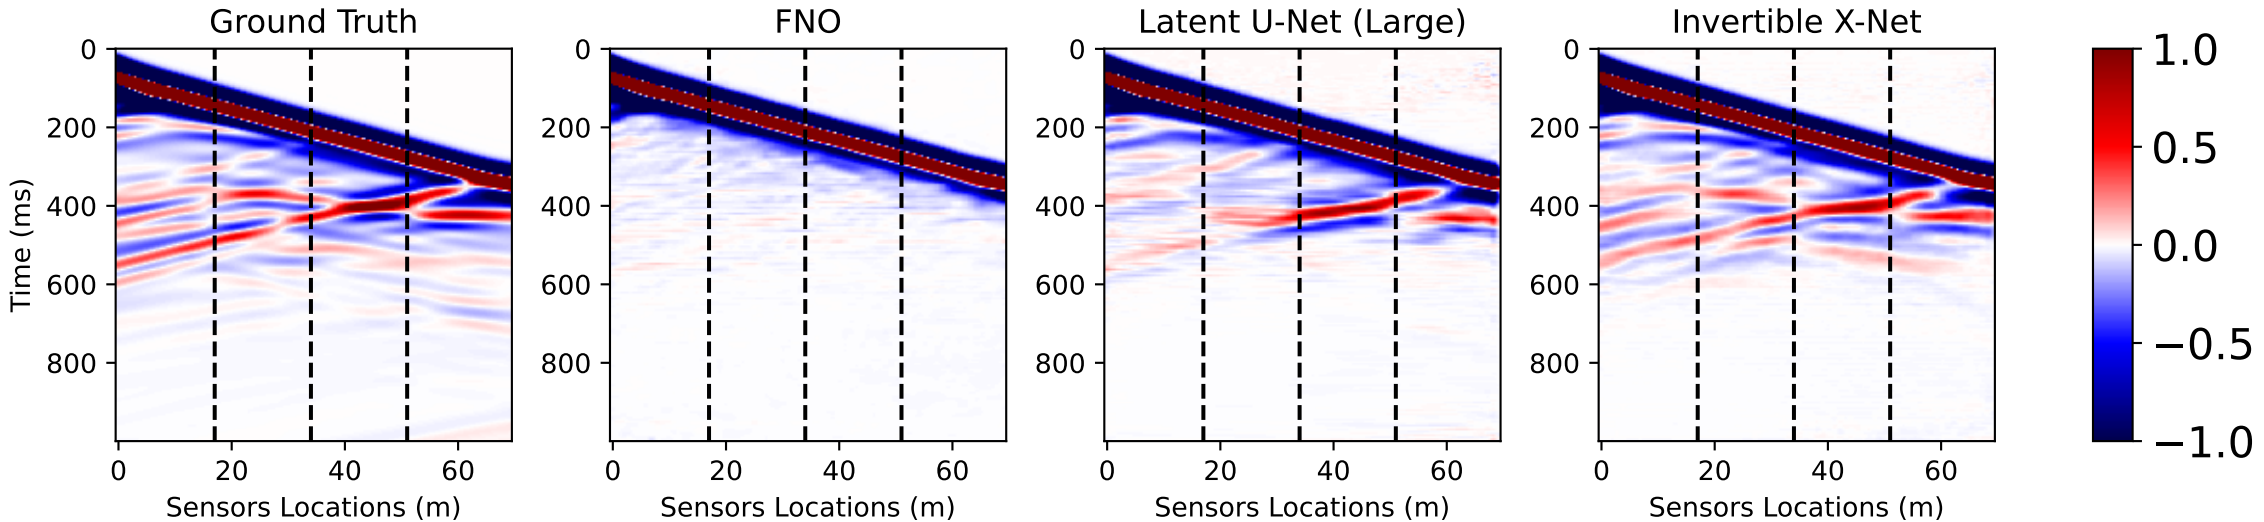 Ground Truth
FNO
Latent U-Net (Large)
Invertible X-Net
0
200
400
600
800
Time (ms)
0 20 40 60
Sensors Locations (m)
0
200
400
600
800
0 20 40 60
Sensors Locations (m)
0
200
400
600
800
0 20 40 60
Sensors Locations (m)
0
200
400
600
800
0 20 40 60
Sensors Locations (m)
1.0
0.5
0.0
−0.5
−1.0